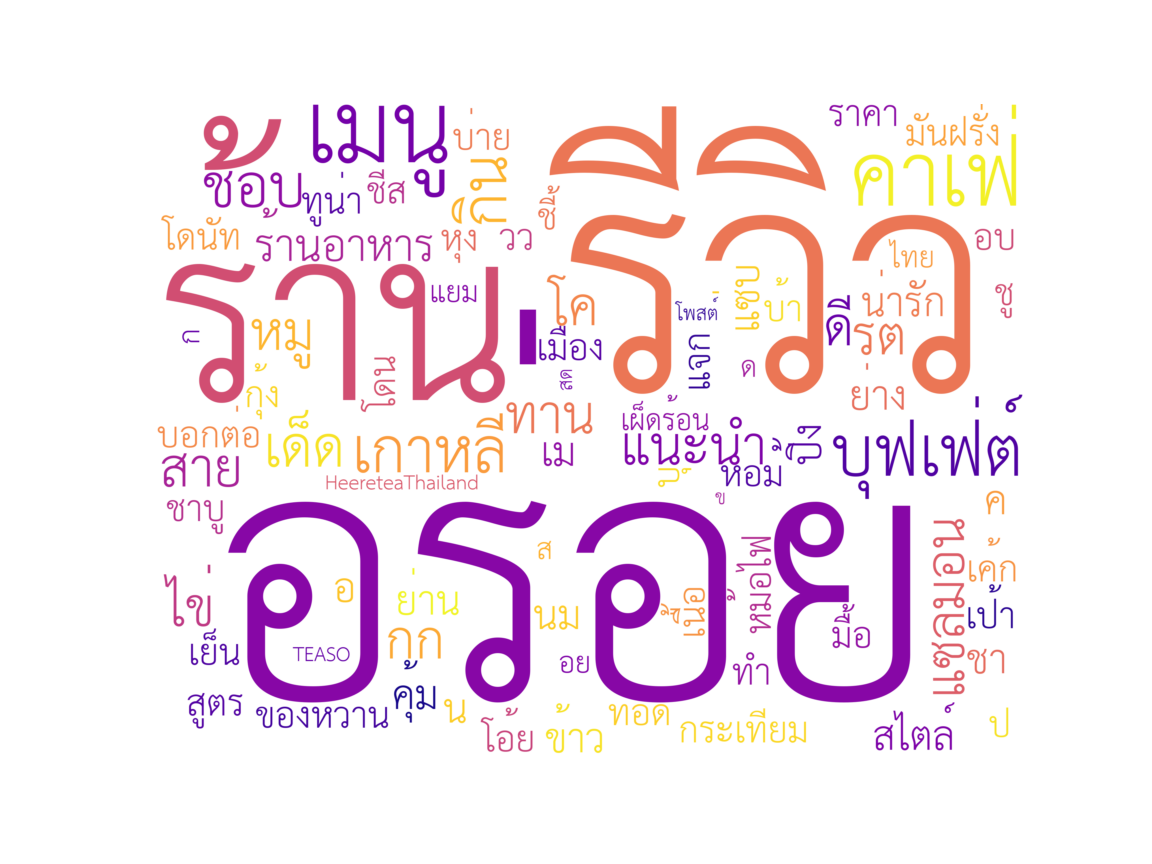 เมนู
บ่าย
รีวิว
ราคา
มันฝรั่ง
คาเฟ่
ช้อบ
ทูน่า
ชีส
กิน
ชี้
โดนัท
ร้านอาหาร
หุง
วว
ไทย
อบ
ราน
แยม
โค
โพสต์
แซ่บ
บ้า
น่ารัก
ชู
ก็
หมู
เมือง
แจก
ดี
รต
กุ้ง
โดน
สด
ด
ย่าง
บอกต่อ
เด็ด
เกาหลี
ทาน
เผ็ดร้อน
แนะนำ
ปิ้ง
บุฟเฟ่ต์
สาย
HeereteaThailand
เม
ห้อม
ชาบู
ข
ค
อรอย
ส
แซลมอน
เค้ก
ไข่
อ
ย่าน
นม
เนื้อ
หม้อไฟ
มื้อ
เป้า
เย็น
TEASO
กุก
อย
ทำ
ชา
สูตร
ของหวาน
คุ้ม
น
โอ้ย
ข้าว
ทอด
กระเทียม
สไตล์
ป